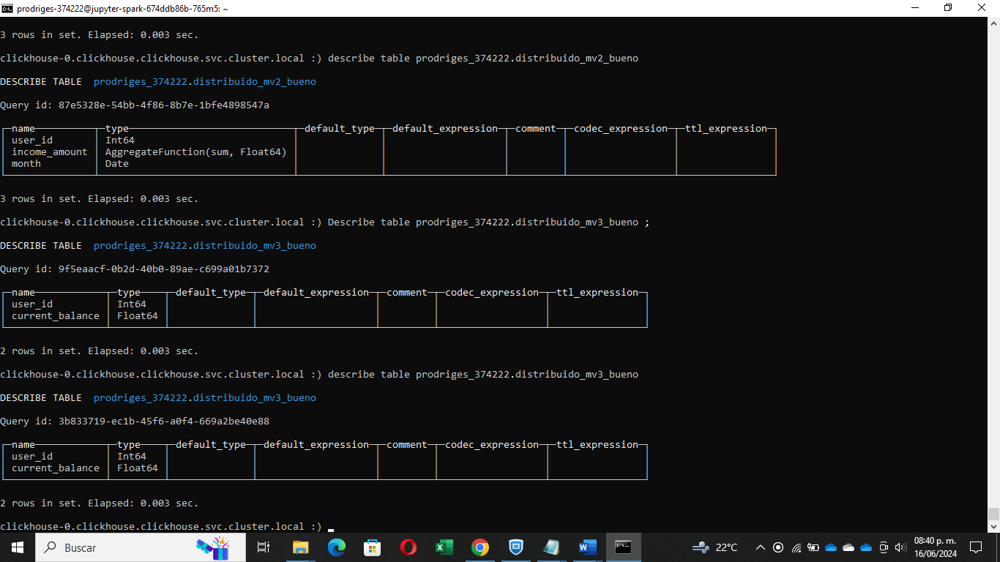 prodriges-374222@jupyter-spark-674ddb86b-765m5: ~
3 rows in set. Elapsed: 0.003 sec.
clickhouse-0.clickhouse.clickhouse.svc.cluster.local :) describe table prodriges_374222.distribuido_mv2_bueno
DESCRIBE TABLE prodriges_374222.distribuido_mv2_bueno
Query id: 87e5328e-54bb-4f86-8b7e-1bfe4898547a
name type default_type default_expression comment codec_expression ttl_expression
user_id Int64
income_amount AggregateFunction(sum, Float64)
month Date
3 rows in set. Elapsed: 0.003 sec.
clickhouse-0.clickhouse.clickhouse.svc.cluster.local :) Describe table prodriges_374222.distribuido_mv3_bueno ;
DESCRIBE TABLE prodriges_374222.distribuido_mv3_bueno
Query id: 9f5eaacf-0b2d-40b0-89ae-c699a01b7372
name type default_type default_expression comment codec_expression ttl_expression
user_id Int64
current_balance Float64
2 rows in set. Elapsed: 0.003 sec.
clickhouse-0.clickhouse.clickhouse.svc.cluster.local :) describe table prodriges_374222.distribuido_mv3_bueno
DESCRIBE TABLE prodriges_374222.distribuido_mv3_bueno
Query id: 3b833719-ec1b-45f6-a0f4-669a2be40e88
name type default_type default_expression comment codec_expression ttl_expression
user_id Int64
current_balance Float64
2 rows in set. Elapsed: 0.003 sec.
clickhouse-0.clickhouse.clickhouse.svc.cluster.local :)
Buscar
22°C
08:40 p. m.
16/06/2024